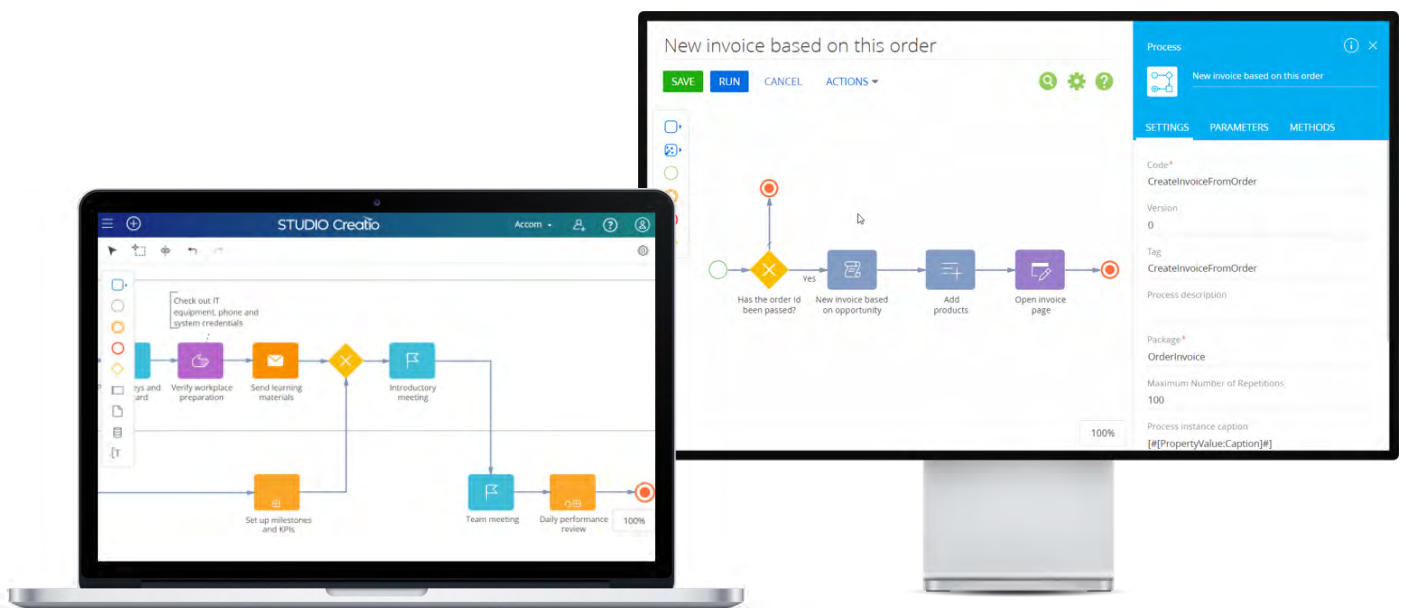 New invoice based on this order
SAVE
RUN
CANCEL
ACTIONS
Has the order id
been passed?
Yes
New invoice based
on opportunity
Add
products
Open invoice
page
100%
Process
New invoice based on this order
SETTINGS
PARAMETERS
METHODS
Code*
CreateInvoiceFromOrder
Version
0
Tag
CreateInvoiceFromOrder
Process description
Package*
OrderInvoice
Maximum Number of Repetitions
100
Process instance caption
[#[PropertyValue:Caption]#]
STUDIO Creatio
Accom
Check out IT
equipment, phone and
system credentials
eys and
ard
Verify workplace
preparation
Send learning
materials
Introductory
meeting
Set up milestones
and KPIs
Team meeting
Daily performance
review
100%